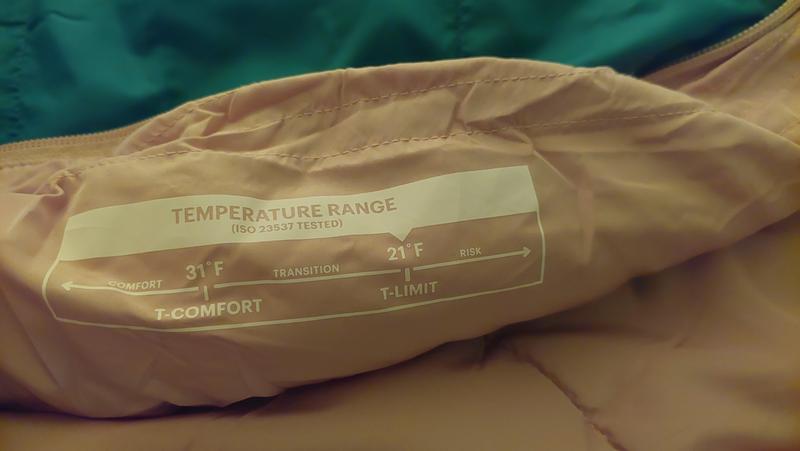 TEMPERATURE RANGE
(ISO 23537 TESTED)
31°F
21°F
COMFORT
TRANSITION
RISK
T-COMFORT
T-LIMIT